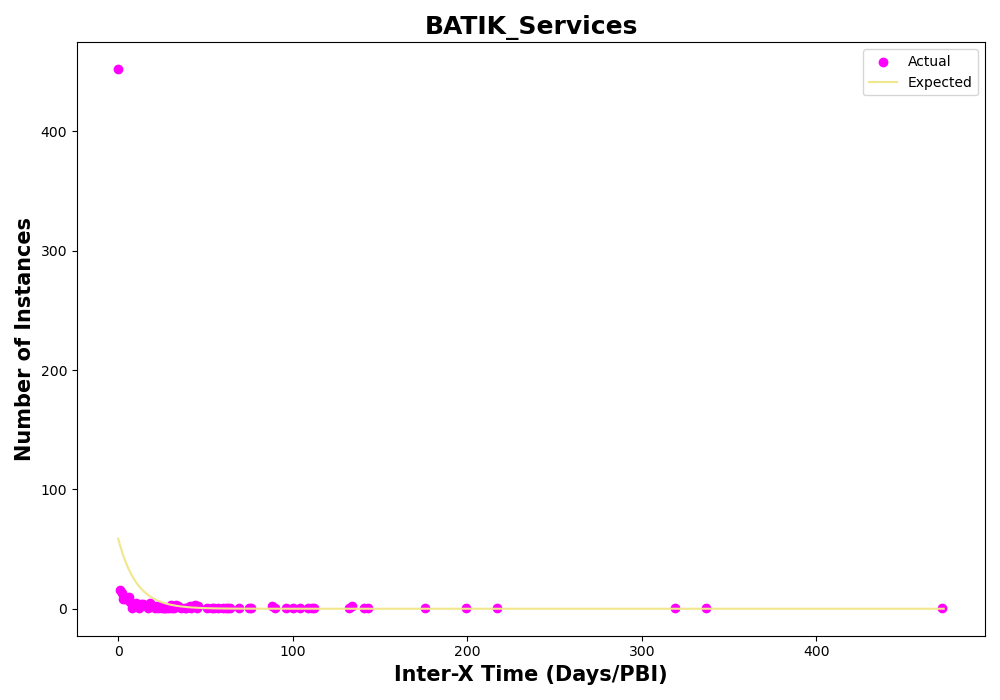 BATIK_Services
Actual
Expected
Number of Instances
400
300
200
100
0
0
100
200
300
400
Inter-X Time (Days/PBI)